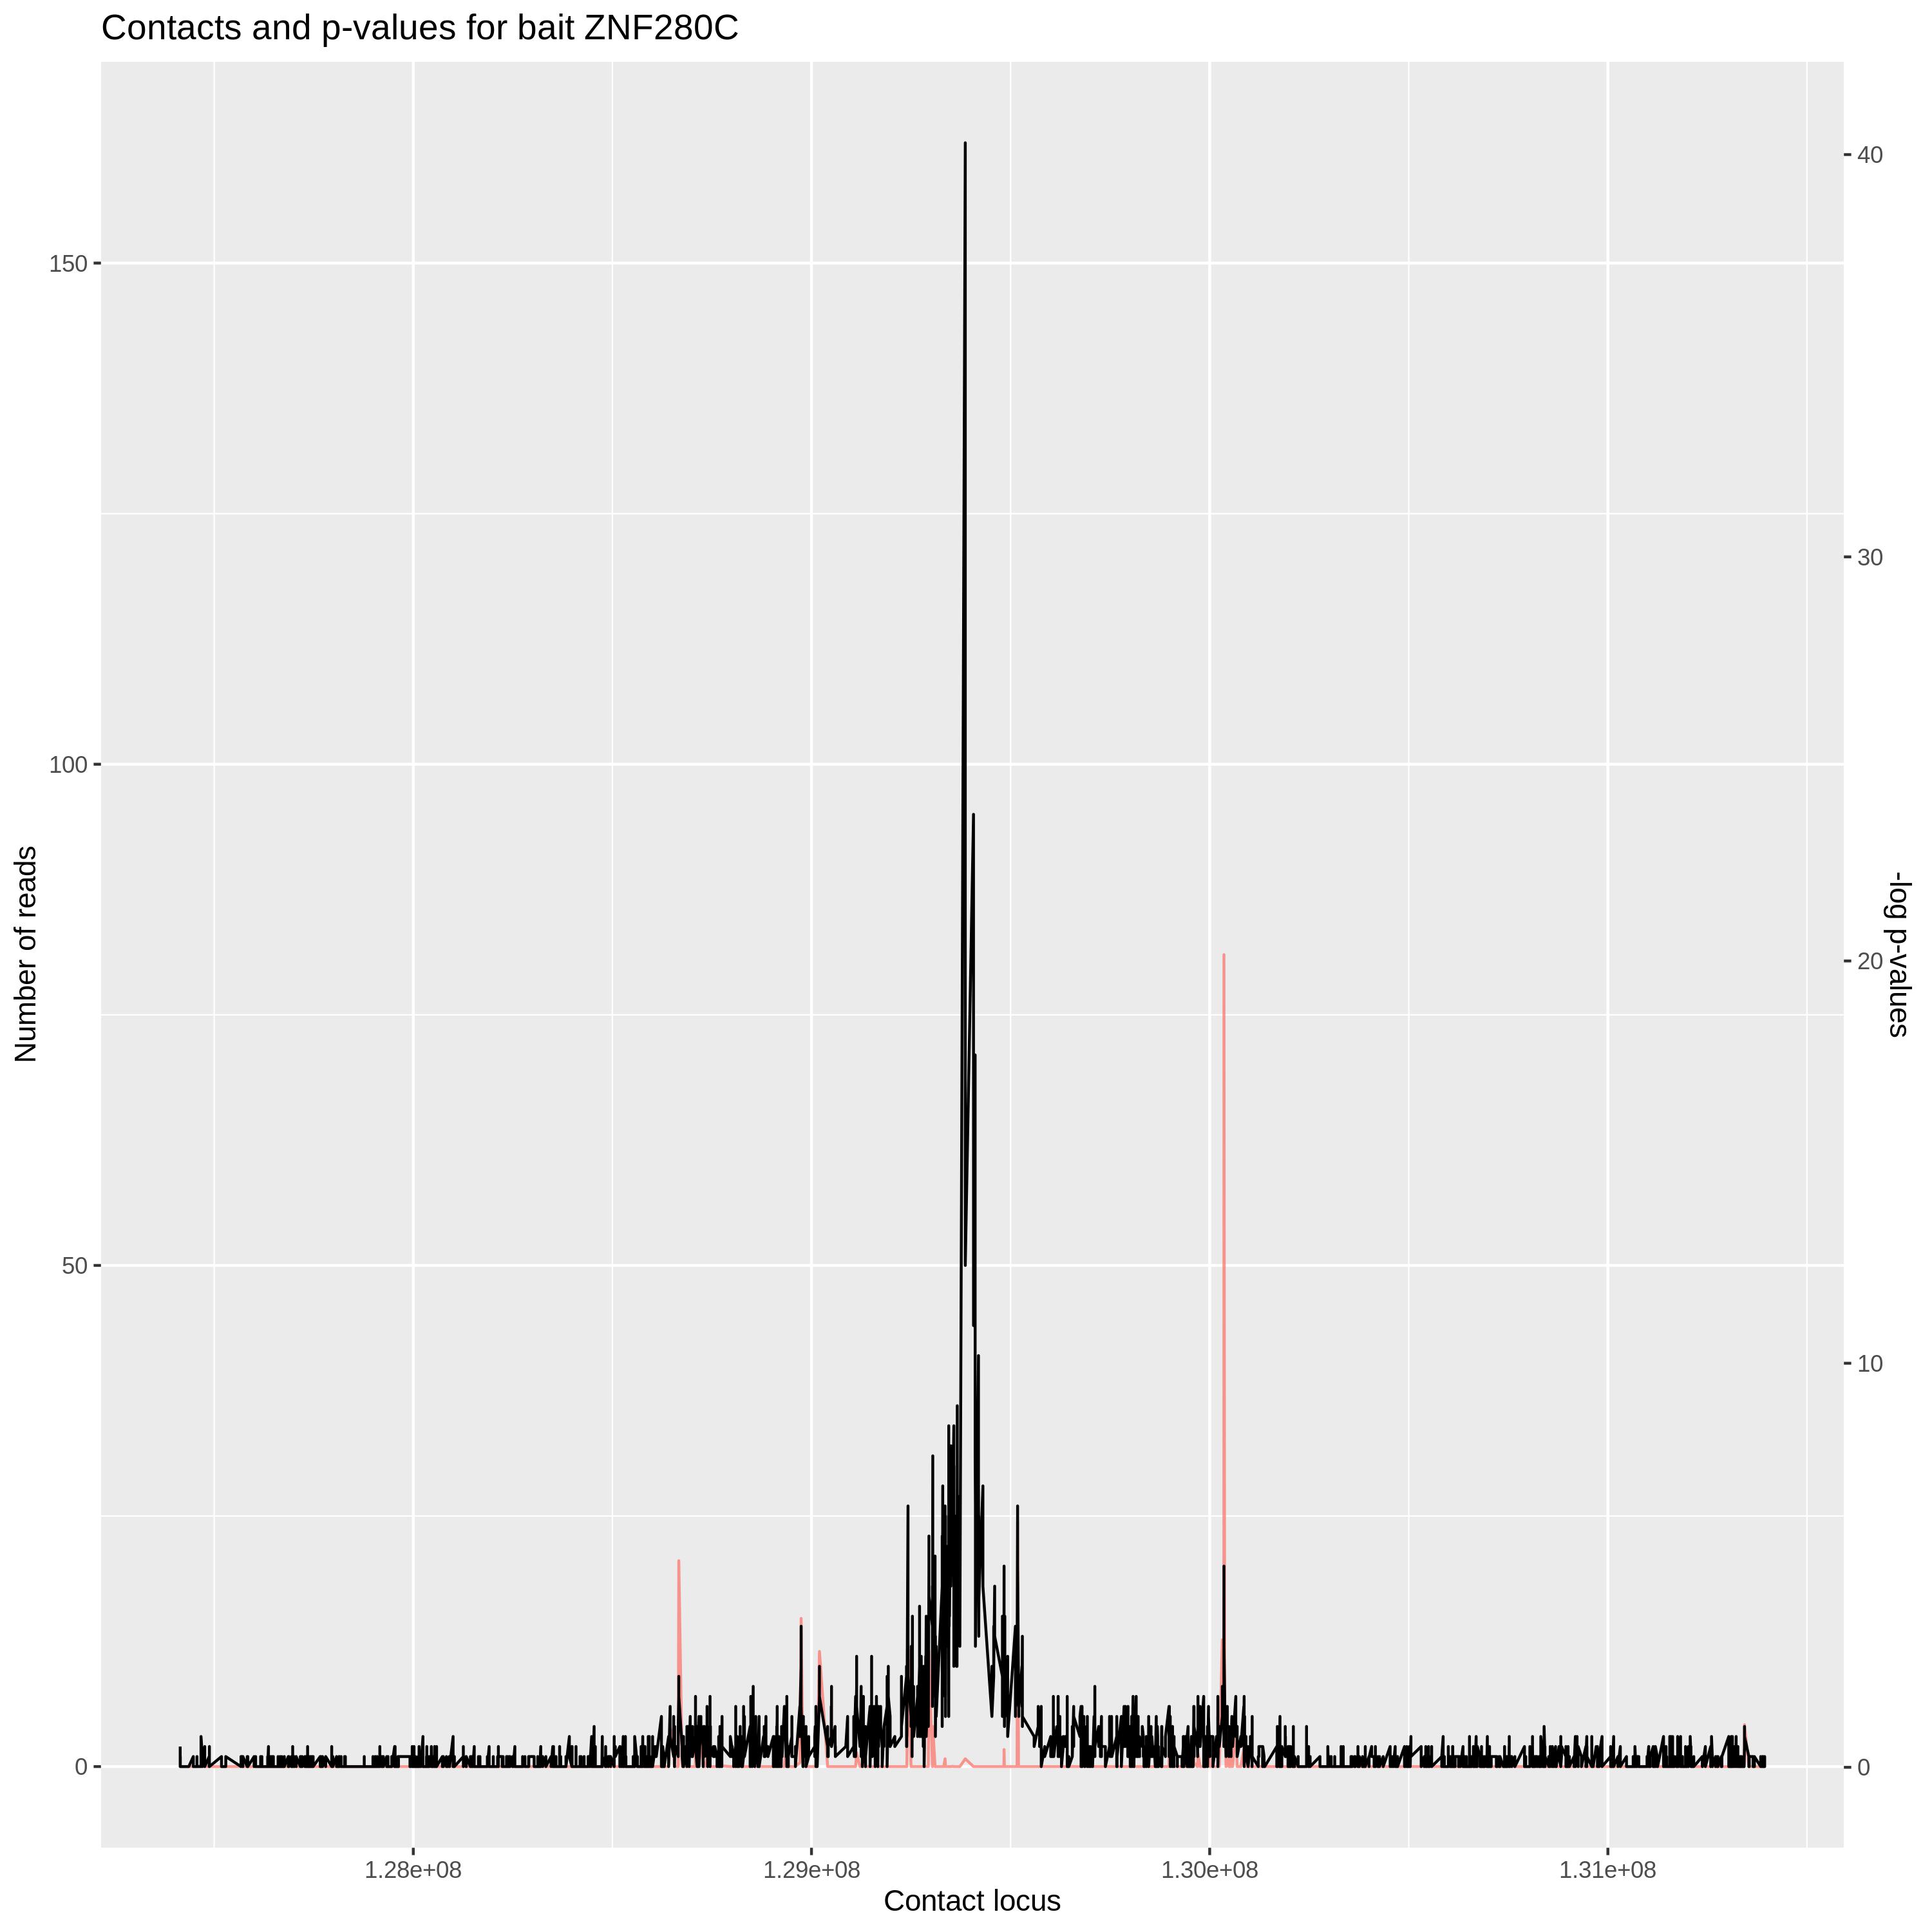 Contacts and p-values for bait ZNF280C
Number of reads
150
100
50
0
40
30
20
10
0
-log p-values
1.28e+08
1.29e+08
1.30e+08
1.31e+08
Contact locus